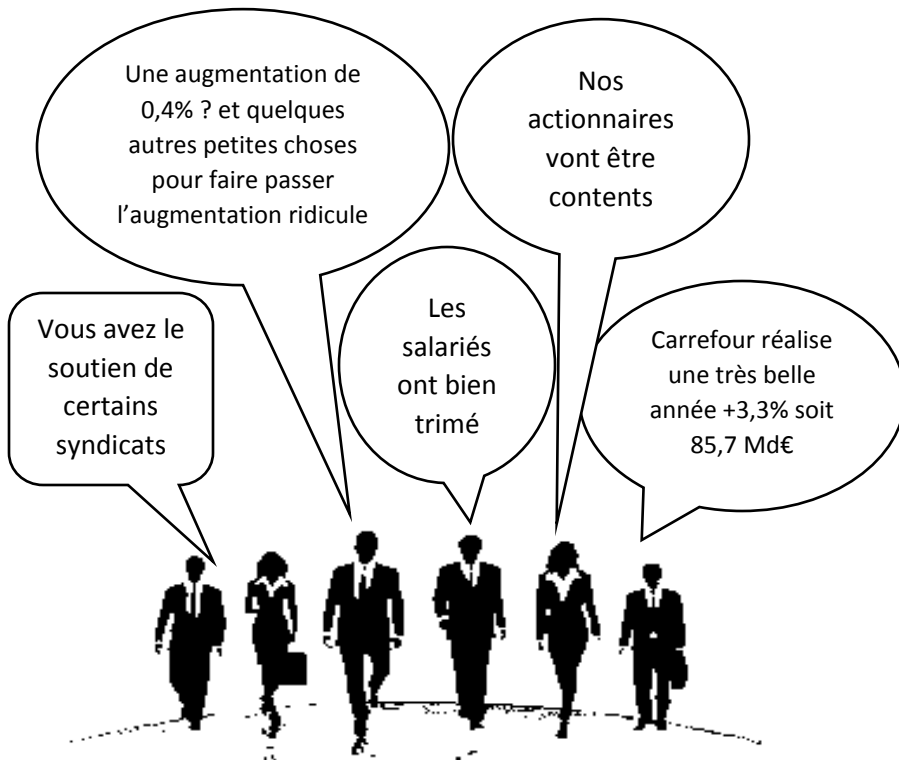 Une augmentation de
0,4% ? et quelques
autres petites choses
pour faire passer
l’augmentation ridicule
Nos
actionnaires
vont être
contents
Vous avez le
soutien de
certains
syndicats
Les
salariés
ont bien
trimé
Carrefour réalise
une très belle
année +3,3% soit
85,7 Md€